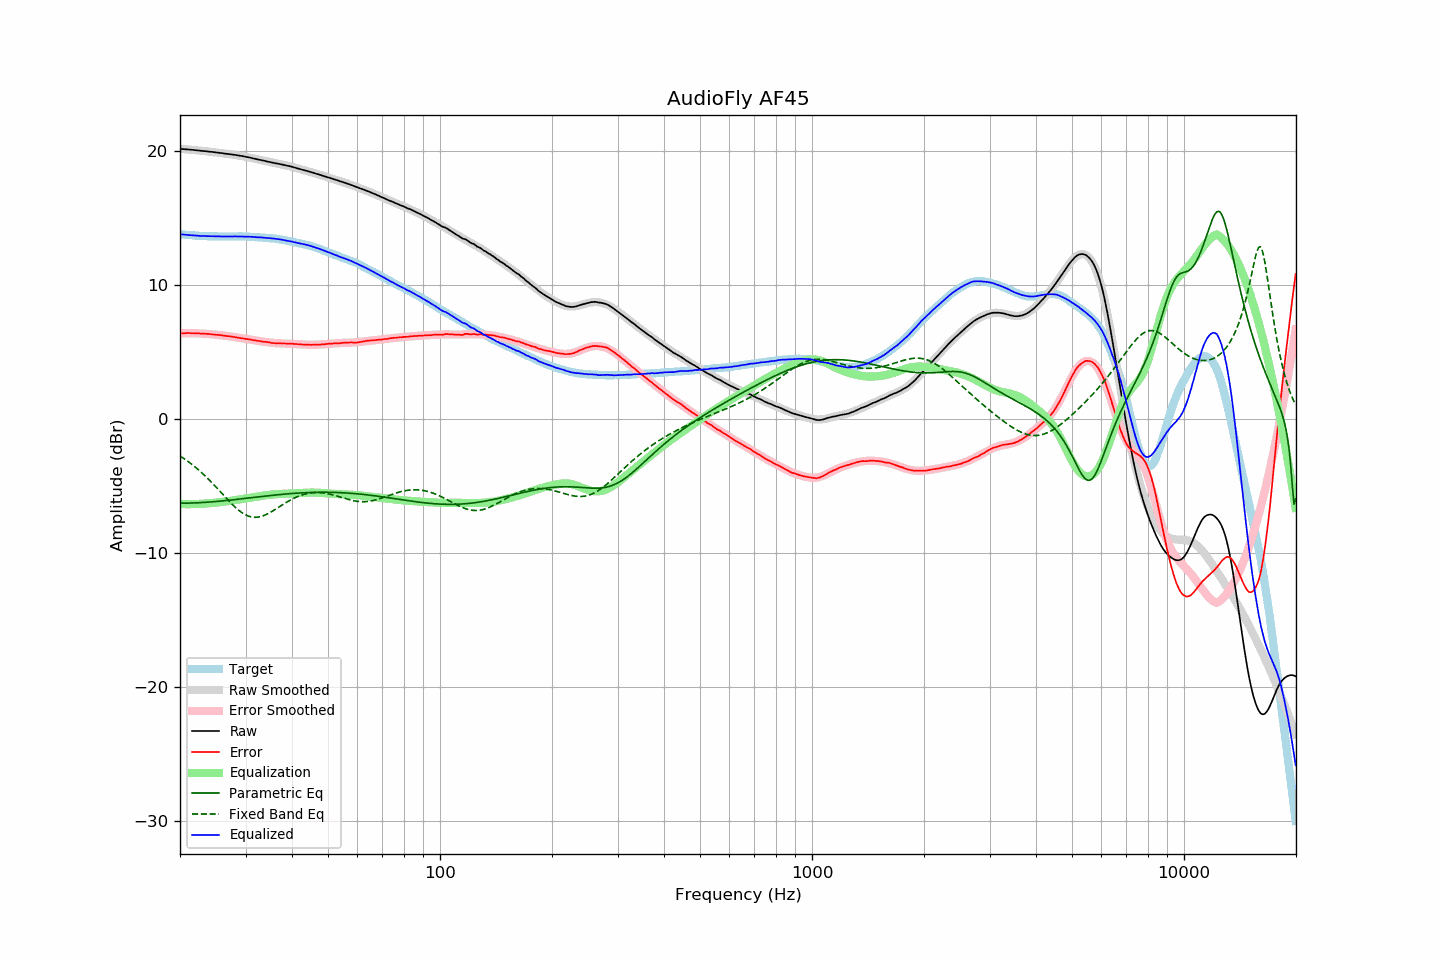 AudioFly AF45
20
10
0
−10
−20
−30
Amplitude (dBr)
Target
Raw Smoothed
Error Smoothed
Raw
Error
Equalization
Parametric Eq
Fixed Band Eq
Equalized
100
1000
10000
Frequency (Hz)